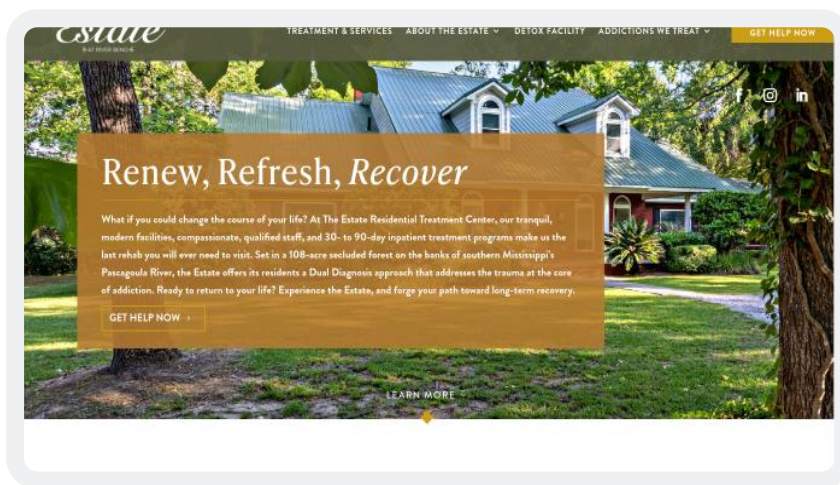 Estate
AT RIVER BEND
TREATMENT & SERVICES ABOUT THE ESTATE DETOX FACILITY ADDICTIONS WE TREAT GET HELP NOW
f in
Renew, Refresh, Recover
What if you could change the course of your life? At The Estate Residential Treatment Center, our tranquil,
modern facilities, compassionate, qualified staff, and 30- to 90-day inpatient treatment programs make us the
last rehab you will ever need to visit. Set in a 108-acre secluded forest on the banks of southern Mississippi's
Pascagoula River, the Estate offers its residents a Dual Diagnosis approach that addresses the trauma at the core
of addiction. Ready to return to your life? Experience the Estate, and forge your path toward long-term recovery.
GET HELP NOW ›
LEARN MORE